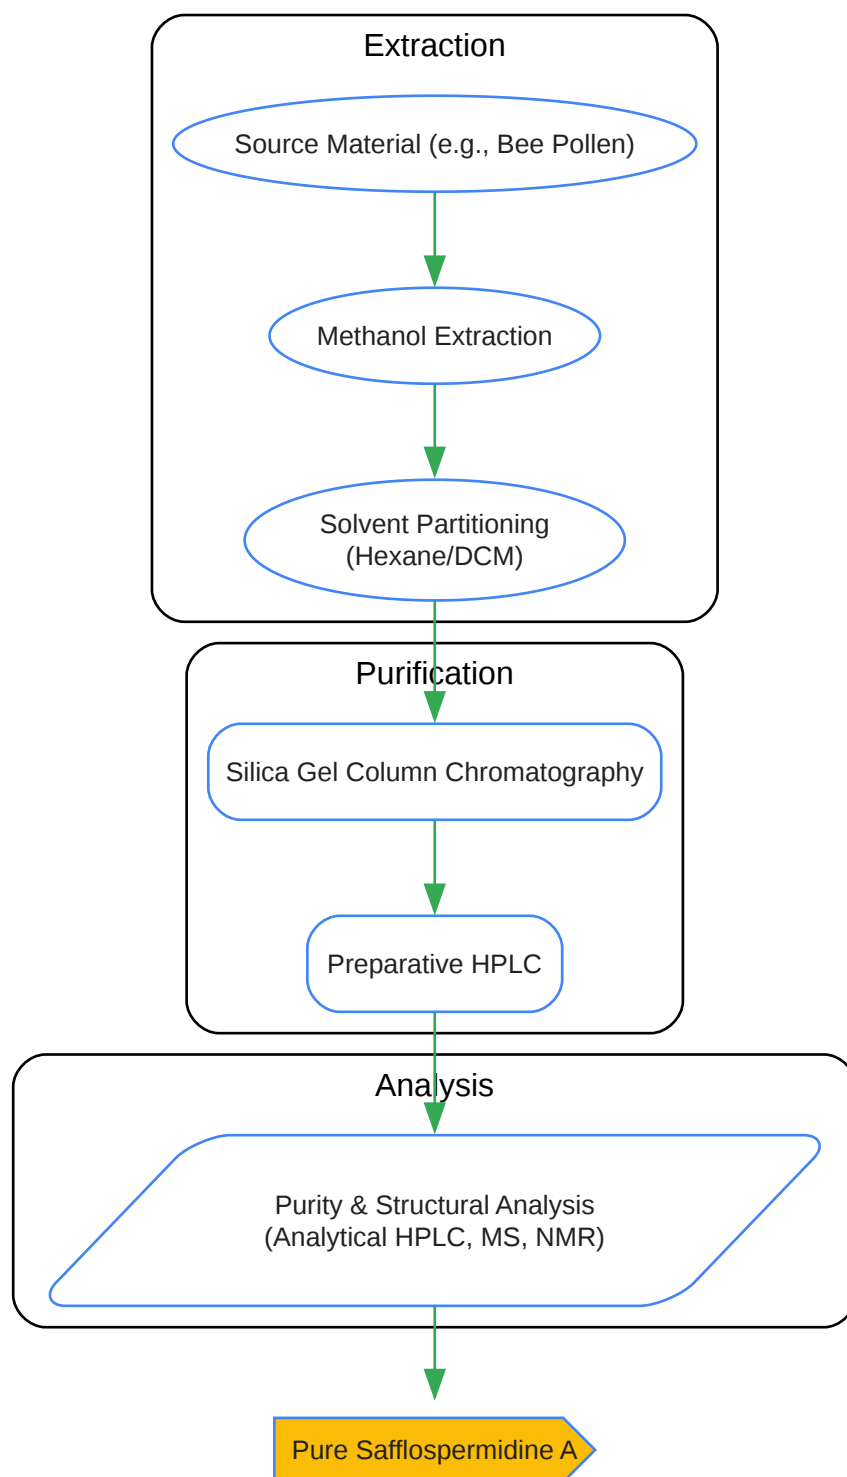 Extraction
Source Material (e.g., Bee Pollen)
Methanol Extraction
Solvent Partitioning
(Hexane/DCM)
Purification
Silica Gel Column Chromatography
Preparative HPLC
Analysis
Purity & Structural Analysis
(Analytical HPLC, MS, NMR)
Pure Safflospermidine A